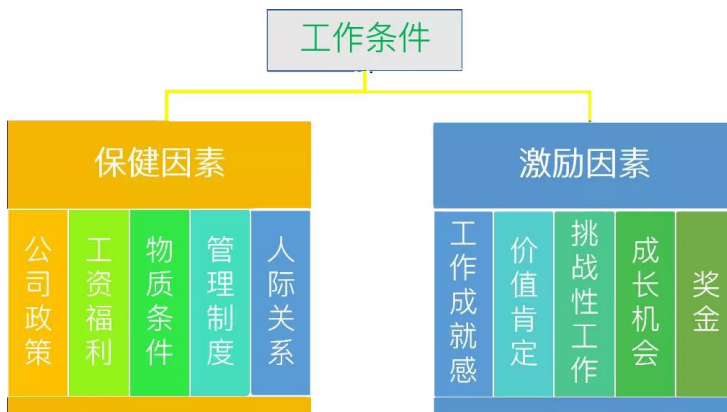 工作条件
保健因素
激励因素
公司政策
工资福利
物质条件
管理制度
人际关系
工作成就感
价值肯定
挑战性工作
成长机会
奖金